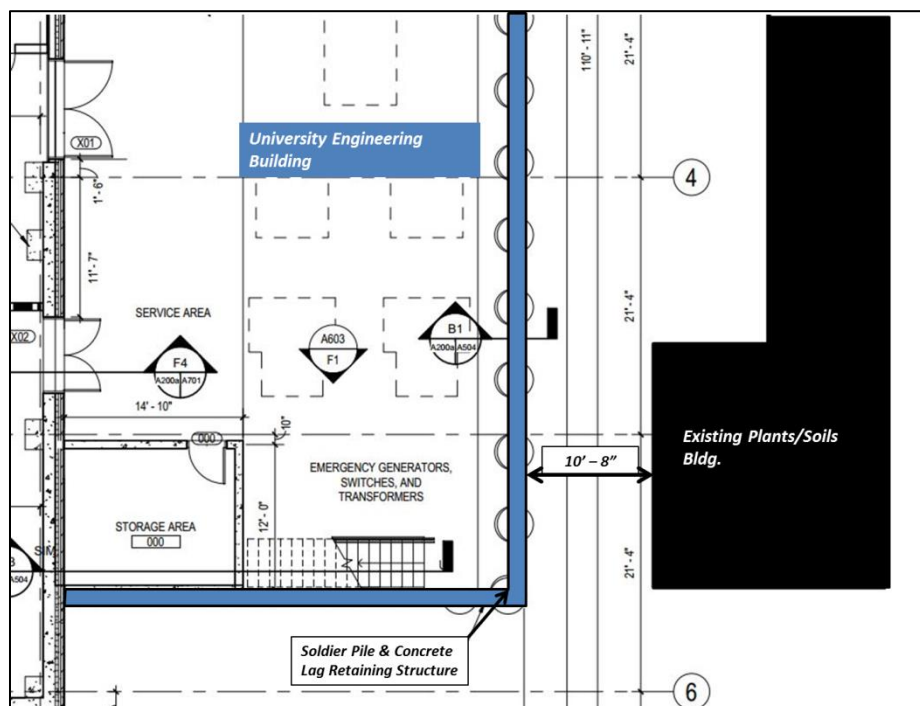 University Engineering
Building
X01
4
1' - 6"
11' - 7"
110' - 11"
21' - 4"
21' - 4"
21' - 4"
SERVICE AREA
X02
F4
A200a A701
A603
F1
B1
A200a A504
14' - 10"
000
10"
10' – 8"
Existing Plants/Soils
Bldg.
EMERGENCY GENERATORS,
SWITCHES, AND
TRANSFORMERS
12' - 0"
STORAGE AREA
000
SIM
A504
Soldier Pile & Concrete
Lag Retaining Structure
6